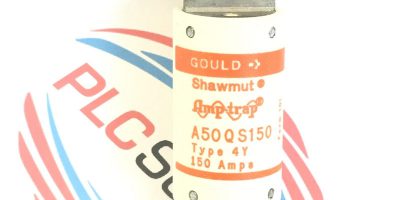 GOULD
Shawmut
Amp-trap
A50QS150
Type 4Y
150 Amps
PLC